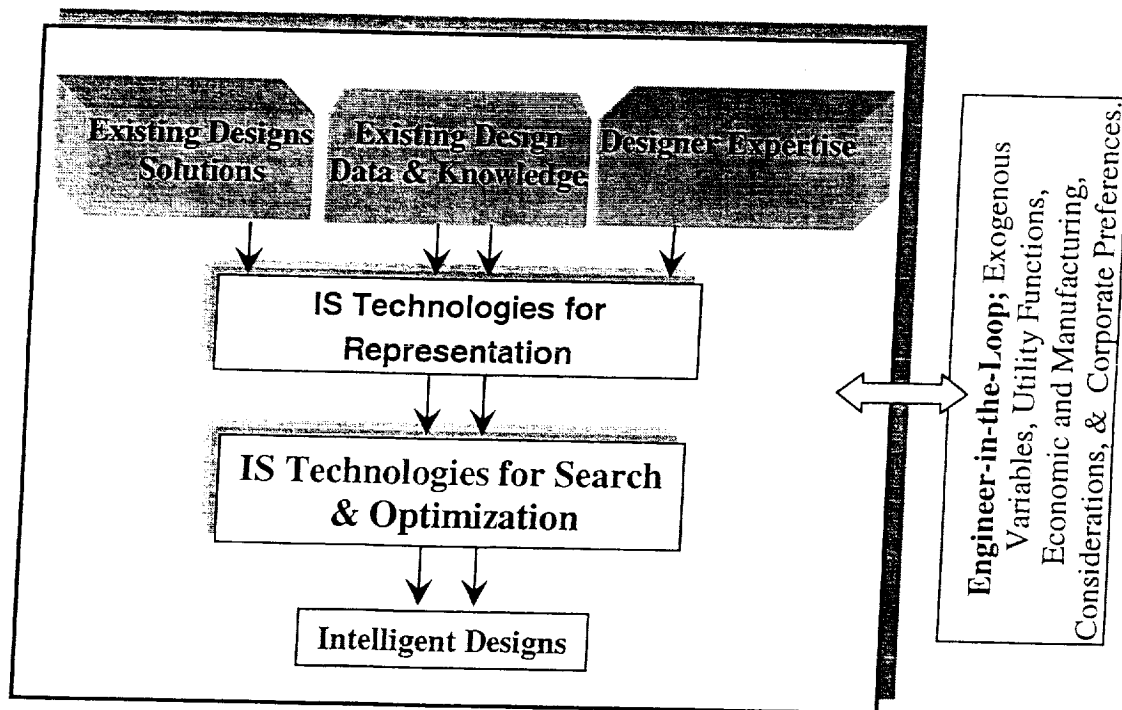 Existing Designs
Solutions
Existing Design
Data & Knowledge
Designer Expertise
IS Technologies for
Representation
IS Technologies for Search
& Optimization
Intelligent Designs
Engineer-in-the-Loop; Exogenous
Variables, Utility Functions,
Economic and Manufacturing,
Considerations, & Corporate Preferences.